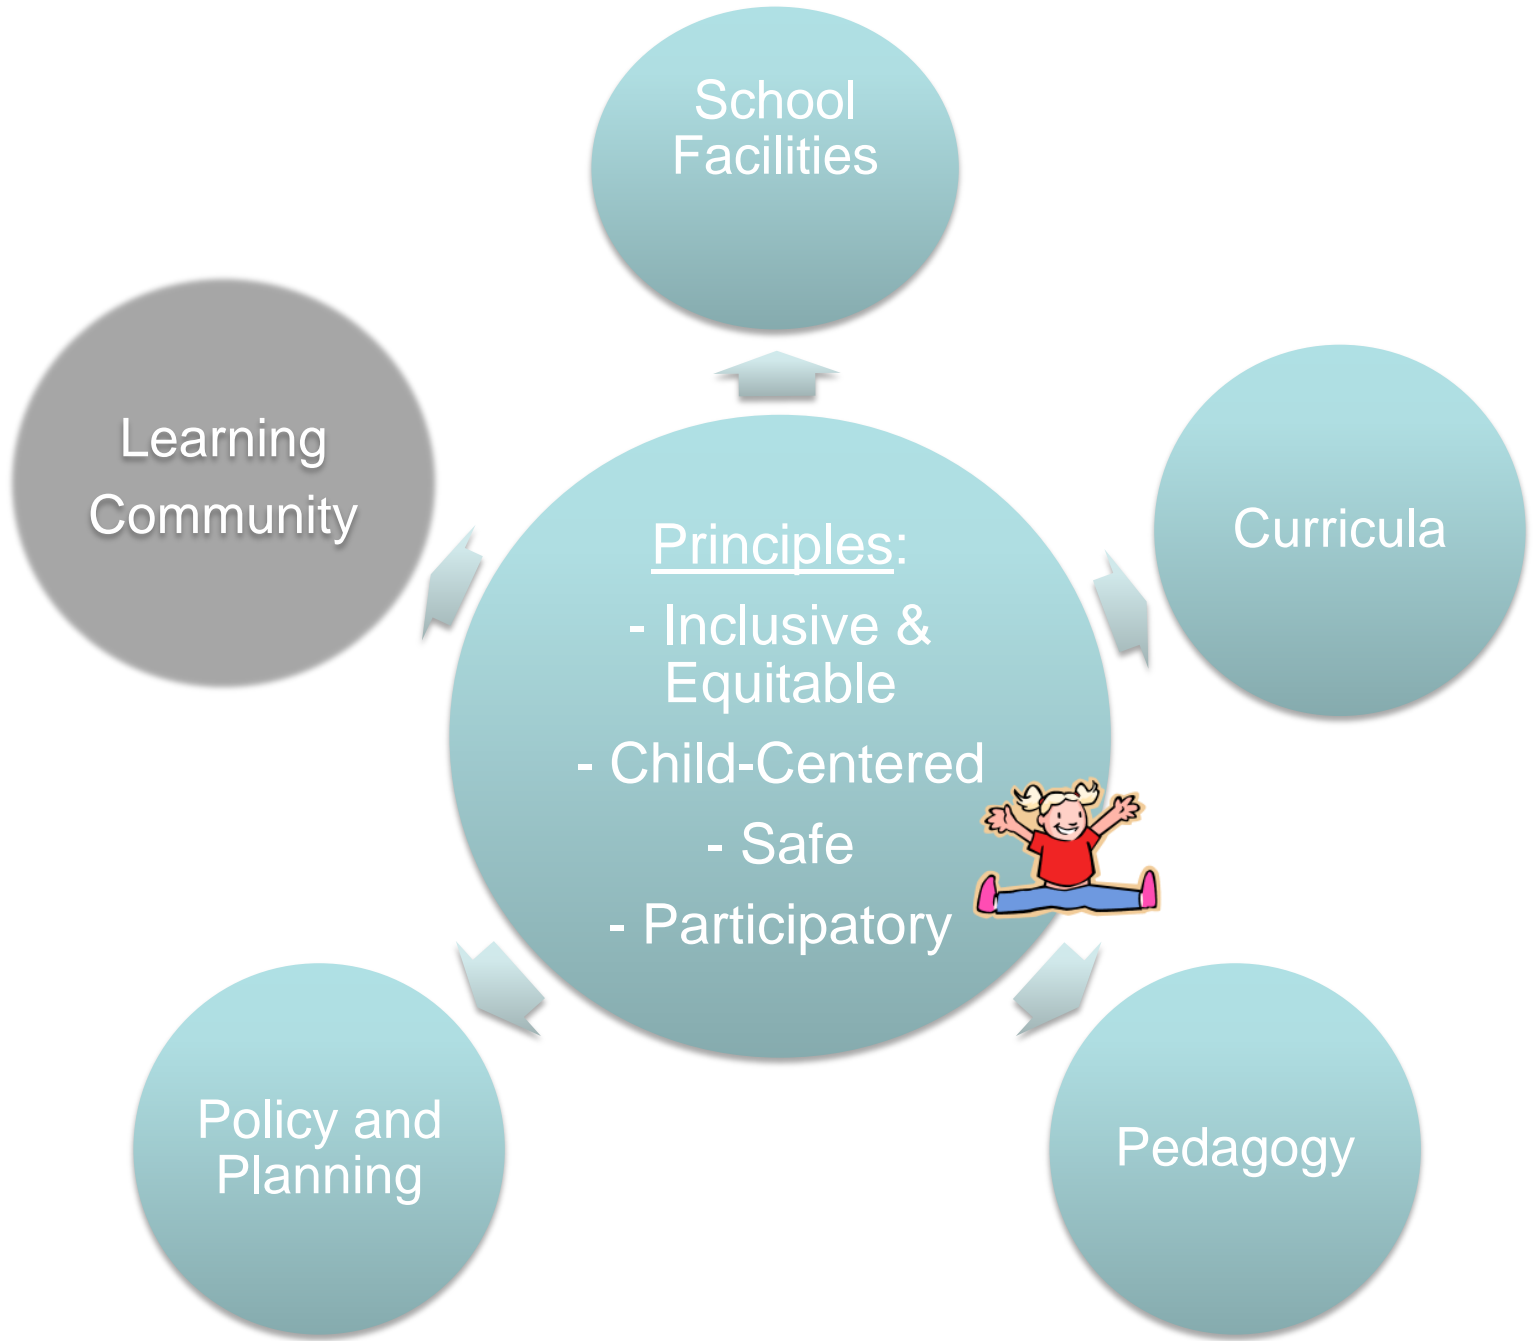 School
Facilities
Learning
Community
Curricula
Principles:
- Inclusive &
Equitable
- Child-Centered
- Safe
- Participatory
Policy and
Planning
Pedagogy